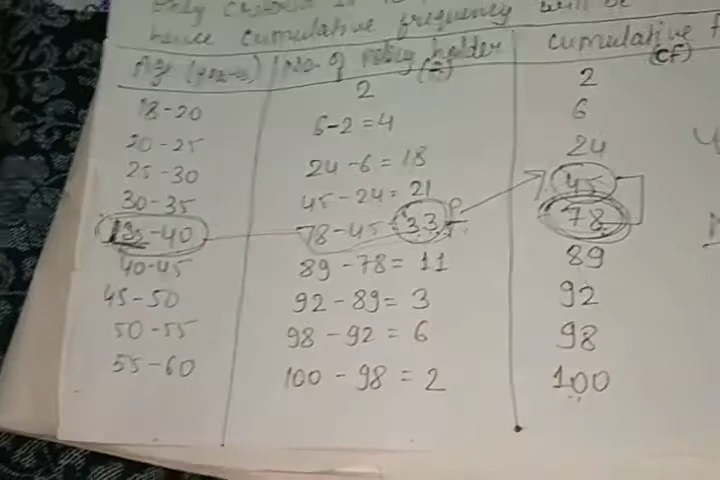 hence cumulative frequency will be
Age No. of policy holder (f) cumulative f (CF)
18-20 2 2
20-25 6-2=4 6
25-30 24-6=18 24
30-35 45-24=21 45
35-40 78-45=33 f 78
40-45 89-78=11 89
45-50 92-89=3 92
50-55 98-92=6 98
55-60 100-98=2 100